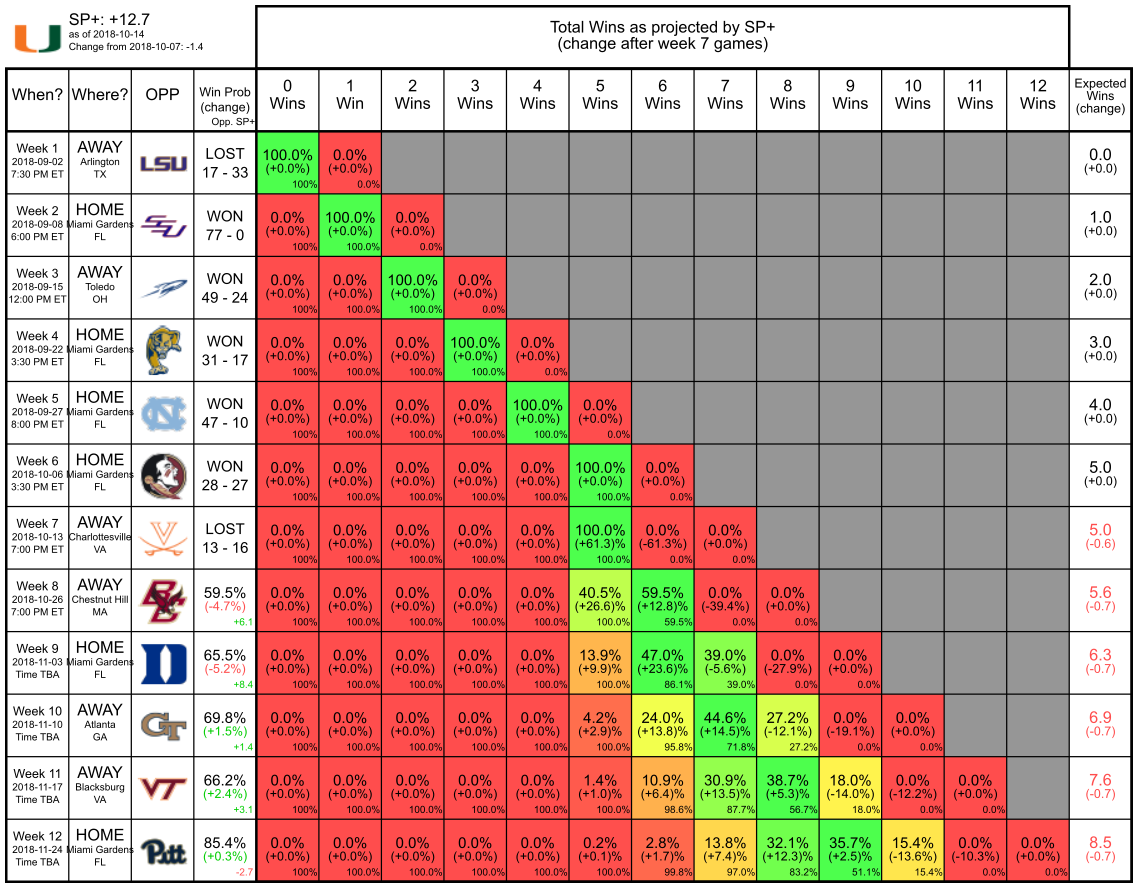 SP+: +12.7
as of 2018-10-14
Change from 2018-10-07: -1.4
Total Wins as projected by SP+
(change after week 7 games)
When? Where? OPP Win Prob (change) Opp. SP+ 0 Wins 1 Win 2 Wins 3 Wins 4 Wins 5 Wins 6 Wins 7 Wins 8 Wins 9 Wins 10 Wins 11 Wins 12 Wins Expected Wins (change)
Week 1 AWAY LSU LOST 100.0% 0.0% 0.0
2018-09-02 Arlington 17 - 33 (+0.0%) (+0.0%) (+0.0)
7:30 PM ET TX 100% 0.0%
Week 2 HOME WON 0.0% 100.0% 0.0% 1.0
2018-09-08 Miami Gardens 77 - 0 (+0.0%) (+0.0%) (+0.0%) (+0.0)
6:00 PM ET FL 100% 100.0% 0.0%
Week 3 AWAY WON 0.0% 0.0% 100.0% 0.0% 2.0
2018-09-15 Toledo 49 - 24 (+0.0%) (+0.0%) (+0.0%) (+0.0%) (+0.0)
12:00 PM ET OH 100% 100.0% 100.0% 0.0%
Week 4 HOME WON 0.0% 0.0% 0.0% 100.0% 0.0% 3.0
2018-09-22 Miami Gardens 31 - 17 (+0.0%) (+0.0%) (+0.0%) (+0.0%) (+0.0%) (+0.0)
3:30 PM ET FL 100% 100.0% 100.0% 100.0% 0.0%
Week 5 HOME NC WON 0.0% 0.0% 0.0% 0.0% 100.0% 0.0% 4.0
2018-09-27 Miami Gardens 47 - 10 (+0.0%) (+0.0%) (+0.0%) (+0.0%) (+0.0%) (+0.0%) (+0.0)
8:00 PM ET FL 100% 100.0% 100.0% 100.0% 100.0% 0.0%
Week 6 HOME WON 0.0% 0.0% 0.0% 0.0% 0.0% 100.0% 0.0% 5.0
2018-10-06 Miami Gardens 28 - 27 (+0.0%) (+0.0%) (+0.0%) (+0.0%) (+0.0%) (+0.0%) (+0.0%) (+0.0)
3:30 PM ET FL 100% 100.0% 100.0% 100.0% 100.0% 100.0% 0.0%
Week 7 AWAY V LOST 0.0% 0.0% 0.0% 0.0% 0.0% 100.0% 0.0% 0.0% 5.0
2018-10-13 Charlottesville 13 - 16 (+0.0%) (+0.0%) (+0.0%) (+0.0%) (+0.0%) (+61.3)% (-61.3%) (+0.0%) (-0.6)
7:00 PM ET VA 100% 100.0% 100.0% 100.0% 100.0% 100.0% 0.0% 0.0%
Week 8 AWAY BC 59.5% 0.0% 0.0% 0.0% 0.0% 0.0% 40.5% 59.5% 0.0% 0.0% 5.6
2018-10-26 Chestnut Hill (-4.7%) (+0.0%) (+0.0%) (+0.0%) (+0.0%) (+0.0%) (+26.6)% (+12.8)% (-39.4%) (+0.0%) (-0.7)
7:00 PM ET MA +6.1 100% 100.0% 100.0% 100.0% 100.0% 100.0% 59.5% 0.0% 0.0%
Week 9 HOME D 65.5% 0.0% 0.0% 0.0% 0.0% 0.0% 13.9% 47.0% 39.0% 0.0% 0.0% 6.3
2018-11-03 Miami Gardens (-5.2%) (+0.0%) (+0.0%) (+0.0%) (+0.0%) (+0.0%) (+9.9)% (+23.6)% (-5.6%) (-27.9%) (+0.0%) (-0.7)
Time TBA FL +8.4 100% 100.0% 100.0% 100.0% 100.0% 100.0% 86.1% 39.0% 0.0% 0.0%
Week 10 AWAY GT 69.8% 0.0% 0.0% 0.0% 0.0% 0.0% 4.2% 24.0% 44.6% 27.2% 0.0% 0.0% 6.9
2018-11-10 Atlanta (+1.5%) (+0.0%) (+0.0%) (+0.0%) (+0.0%) (+0.0%) (+2.9)% (+13.8)% (+14.5)% (-12.1%) (-19.1%) (+0.0%) (-0.7)
Time TBA GA +1.4 100% 100.0% 100.0% 100.0% 100.0% 100.0% 95.8% 71.8% 27.2% 0.0% 0.0%
Week 11 AWAY VT 66.2% 0.0% 0.0% 0.0% 0.0% 0.0% 1.4% 10.9% 30.9% 38.7% 18.0% 0.0% 0.0% 7.6
2018-11-17 Blacksburg (+2.4%) (+0.0%) (+0.0%) (+0.0%) (+0.0%) (+0.0%) (+1.0)% (+6.4)% (+13.5)% (+5.3)% (-14.0%) (-12.2%) (+0.0%) (-0.7)
Time TBA VA +3.1 100% 100.0% 100.0% 100.0% 100.0% 100.0% 98.6% 87.7% 56.7% 18.0% 0.0% 0.0%
Week 12 HOME Pitt 85.4% 0.0% 0.0% 0.0% 0.0% 0.0% 0.2% 2.8% 13.8% 32.1% 35.7% 15.4% 0.0% 0.0% 8.5
2018-11-24 Miami Gardens (+0.3%) (+0.0%) (+0.0%) (+0.0%) (+0.0%) (+0.0%) (+0.1)% (+1.7)% (+7.4)% (+12.3)% (+2.5)% (-13.6%) (-10.3%) (+0.0%) (-0.7)
Time TBA FL -2.7 100% 100.0% 100.0% 100.0% 100.0% 100.0% 99.8% 97.0% 83.2% 51.1% 15.4% 0.0% 0.0%